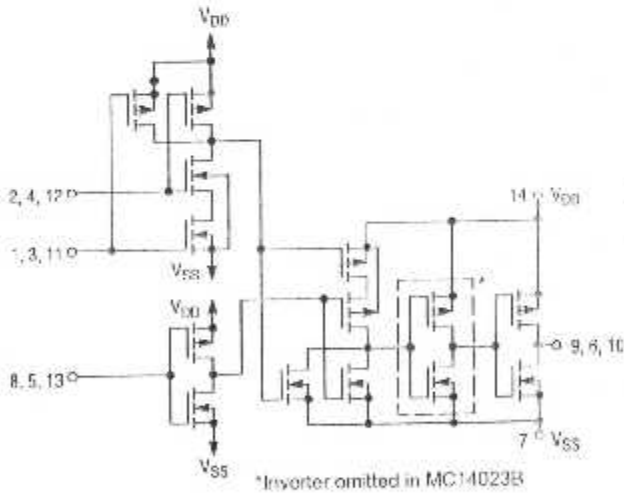 VDD
2, 4, 12
1, 3, 11
VSS
VDD
8, 5, 13
VSS
14 VDD
*
9, 6, 10
7 VSS
*Inverter omitted in MC14023B